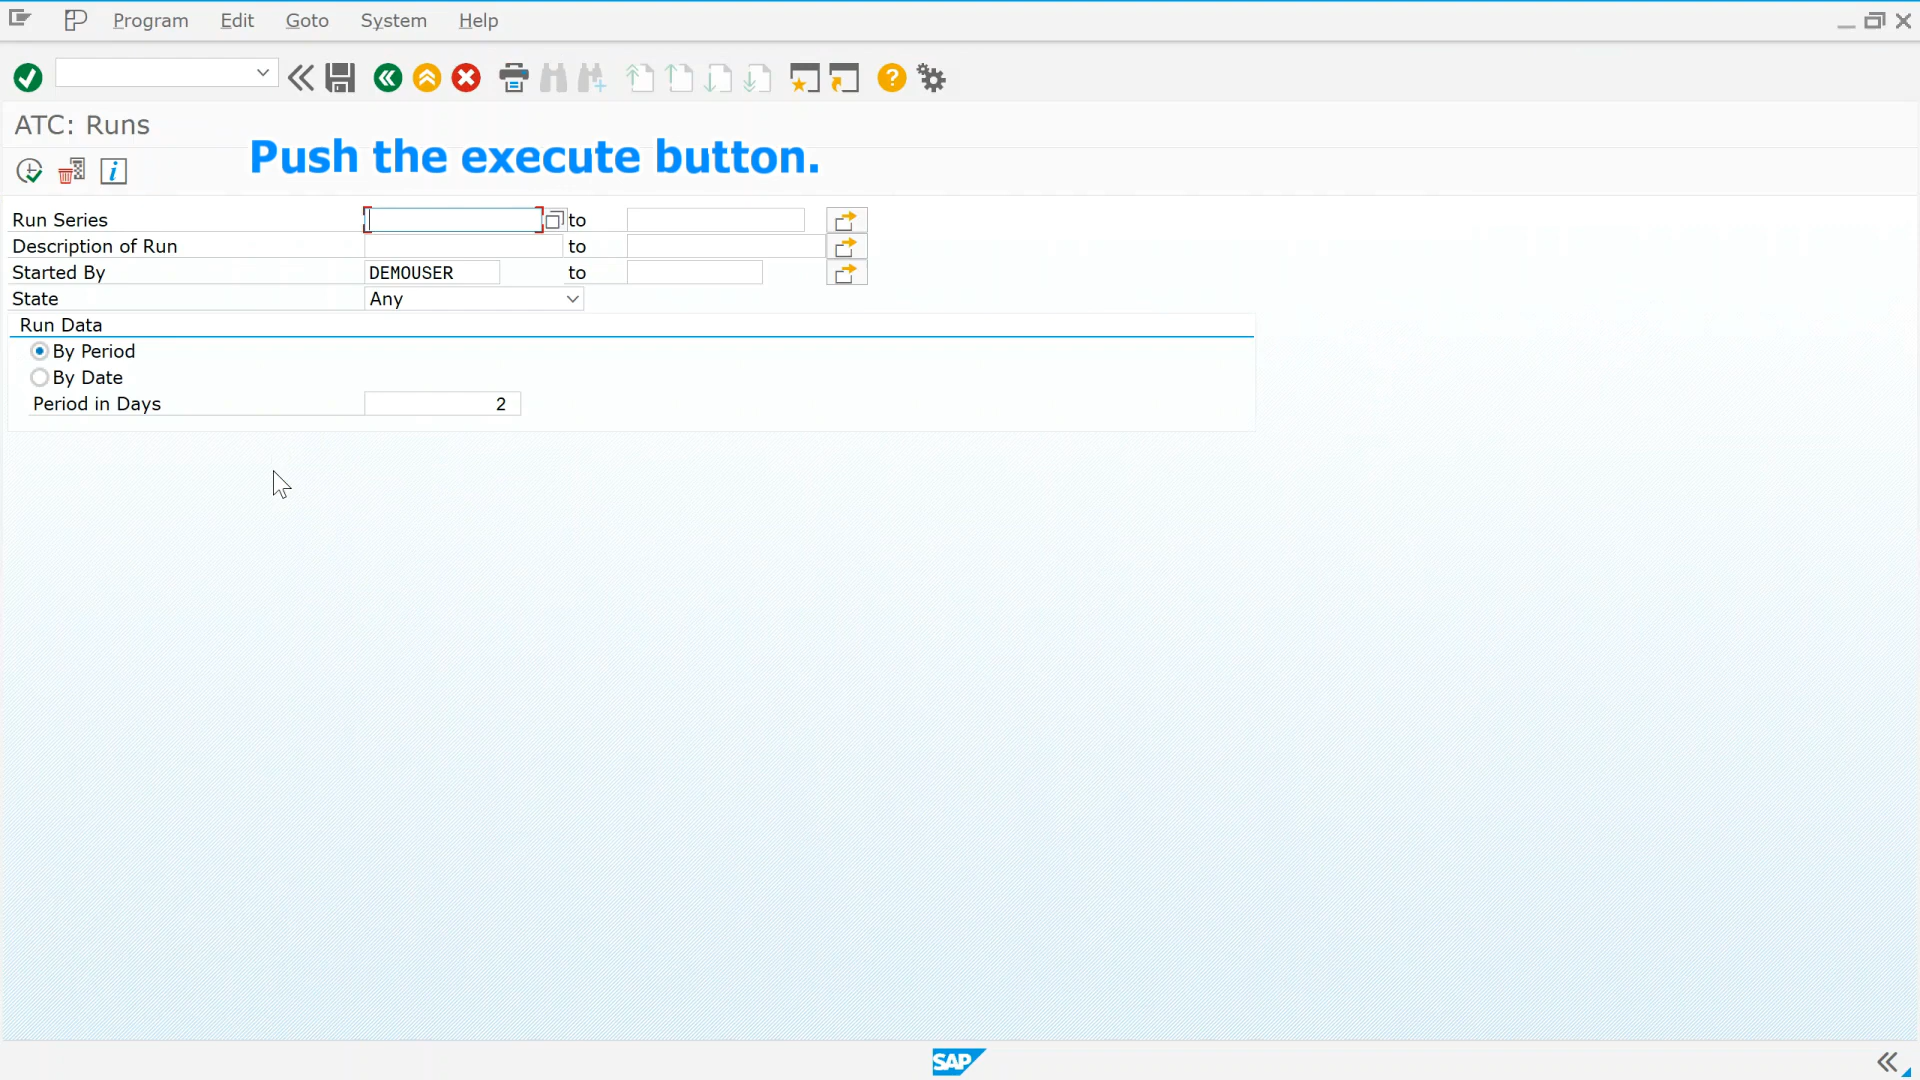 Program Edit Goto System Help
ATC: Runs
Push the execute button.
Run Series to
Description of Run to
Started By DEMOUSER to
State Any
Run Data
By Period
By Date
Period in Days 2
SAP